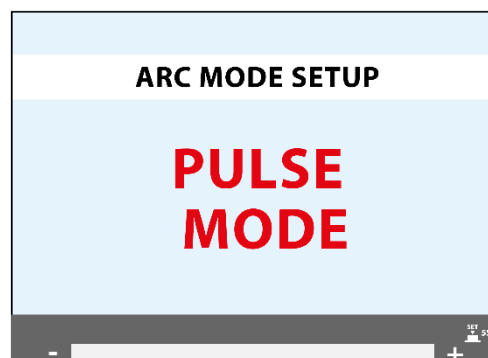 ARC MODE SETUP
PULSE
MODE
SET
- +